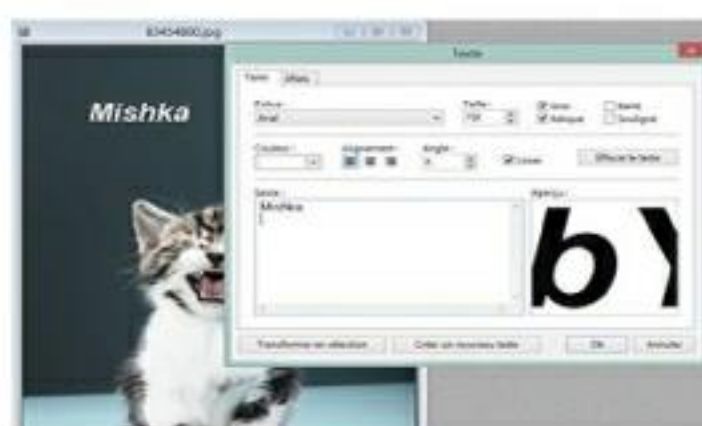 83454800.jpg
Texte
Mishka
Texte
Effets
Police :
Taille :
Gras
Barré
Arial
Italique
Souligné
Couleur :
Alignement :
Angle :
Lisser
Effacer le texte
Texte :
Aperçu :
Mishka
b Y
Transformer en sélection
Créer un nouveau texte
Ok
Annuler